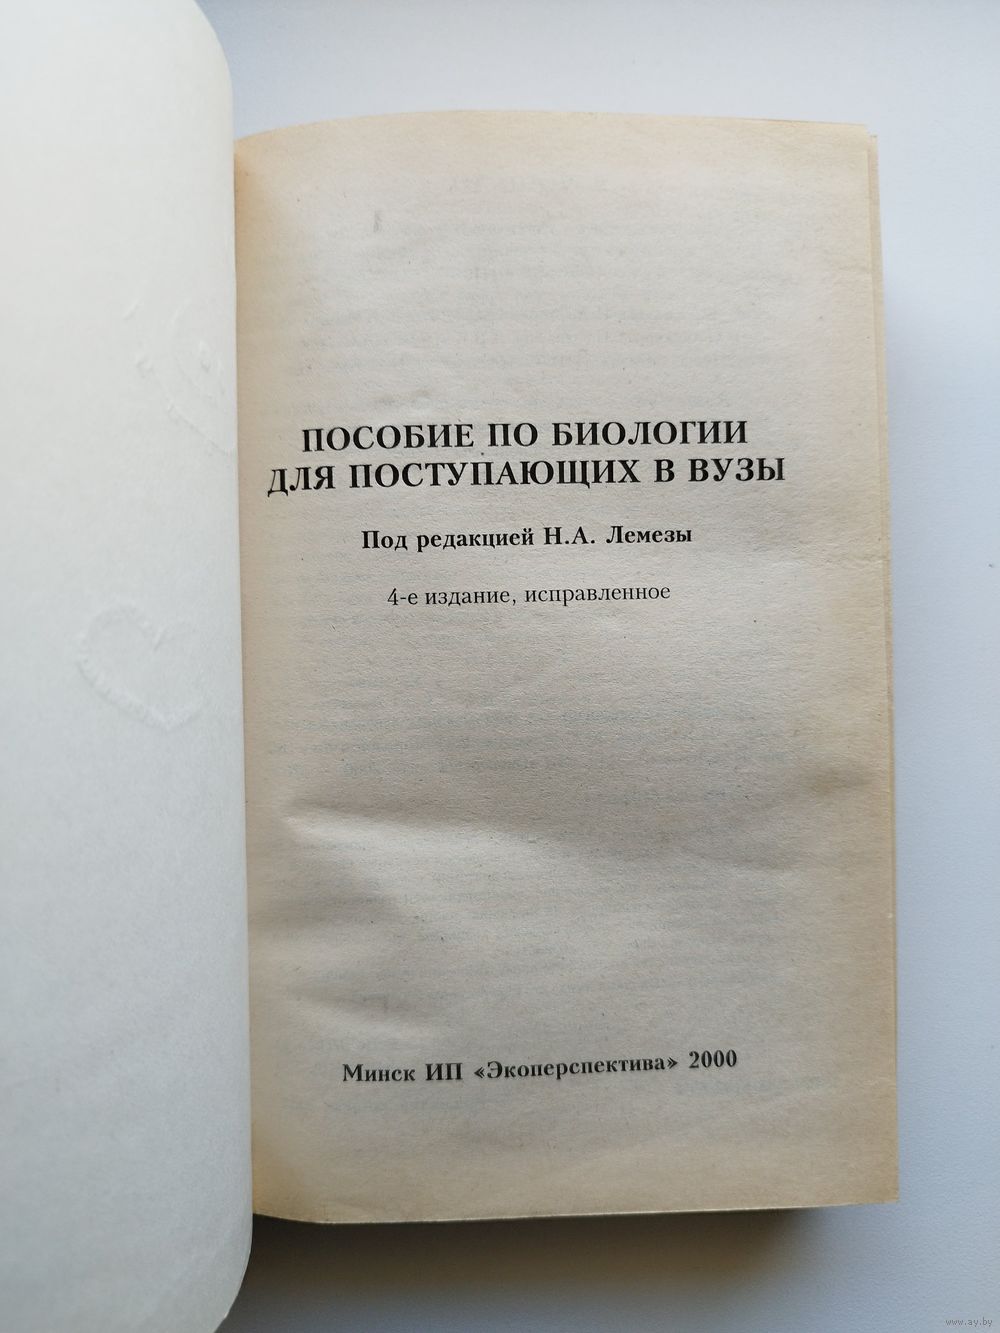 ПОСОБИЕ ПО БИОЛОГИИ
ДЛЯ ПОСТУПАЮЩИХ В ВУЗЫ
Под редакцией Н.А. Лемезы
4-е издание, исправленное
Минск ИП «Экоперспектива» 2000
www.ay.by